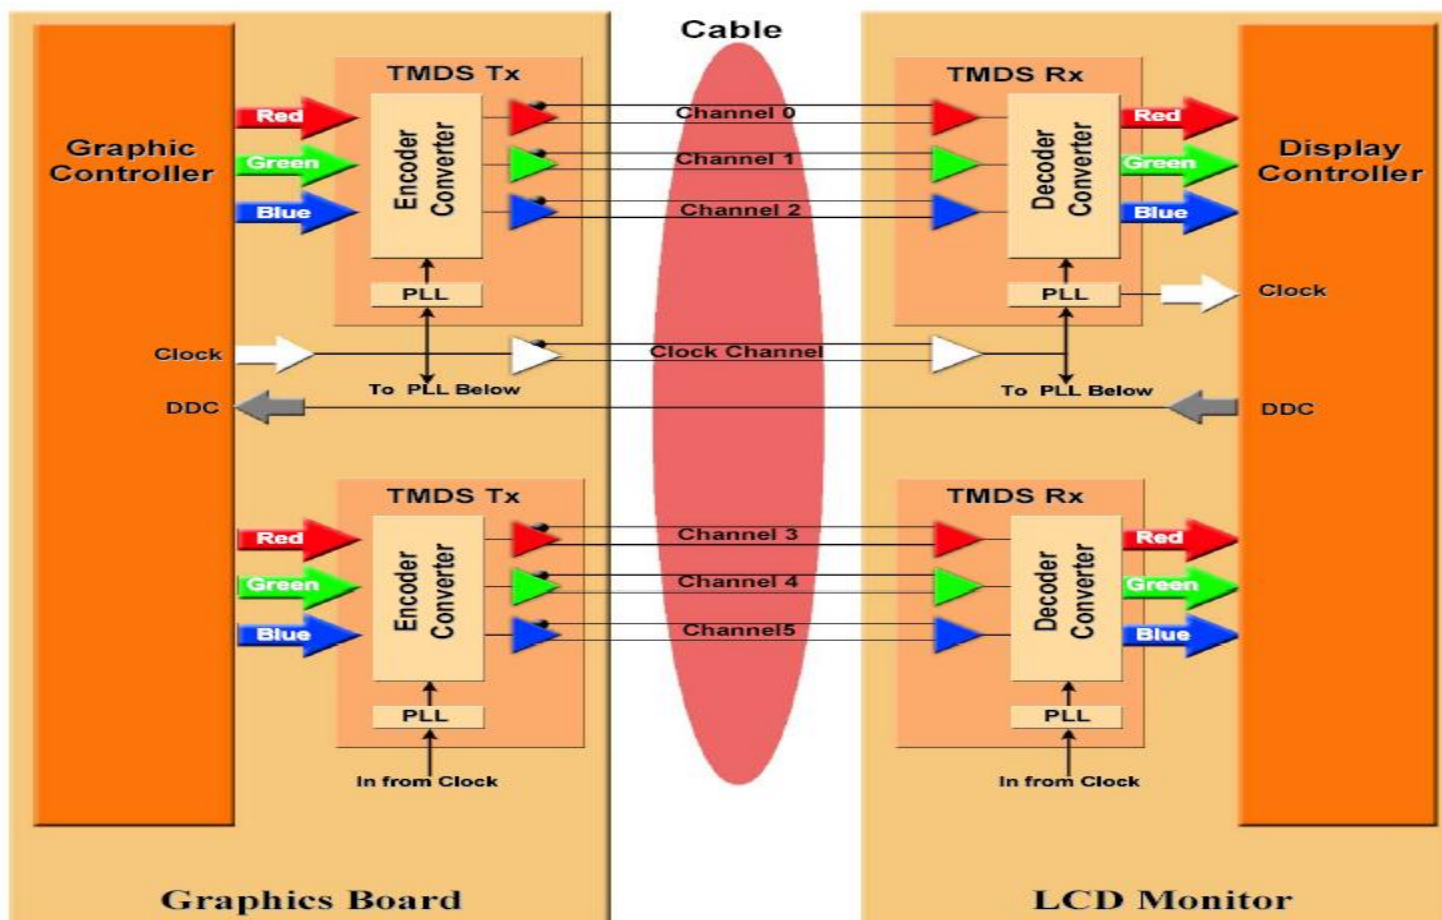 Cable
TMDS Tx
TMDS Rx
Graphic
Controller
Display
Controller
Red
Green
Blue
Encoder
Converter
Channel 0
Channel 1
Channel 2
Decoder
Converter
Red
Green
Blue
PLL
PLL
Clock
Clock
Clock Channel
To PLL Below
To PLL Below
DDC
DDC
TMDS Tx
TMDS Rx
Red
Green
Blue
Encoder
Converter
Channel 3
Channel 4
Channel5
Decoder
Converter
Red
Green
Blue
PLL
PLL
In from Clock
In from Clock
Graphics Board
LCD Monitor